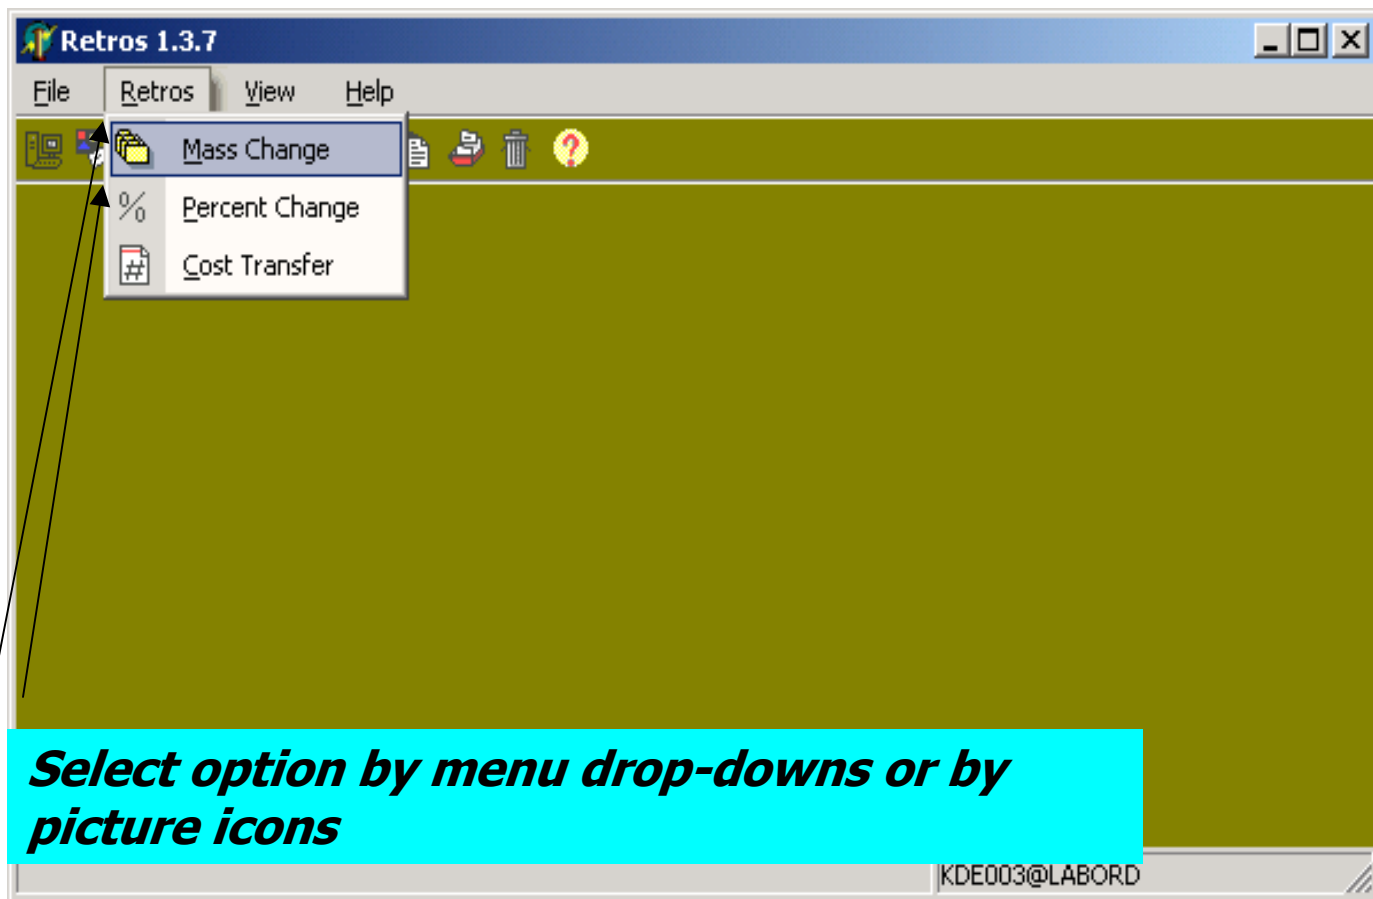 Retros 1.3.7
File Retros View Help
Mass Change
% Percent Change
# Cost Transfer
Select option by menu drop-downs or by
picture icons
KDE003@LABORD